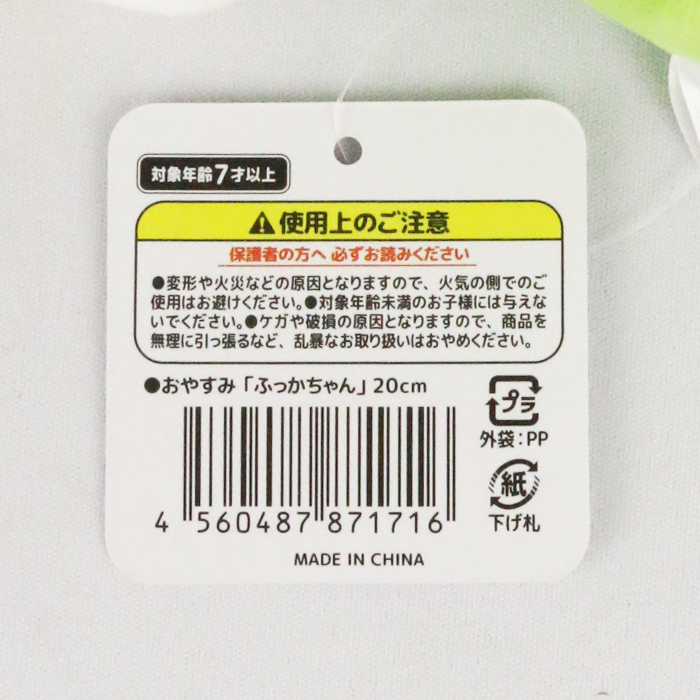 対象年齢7才以上
⚠使用上のご注意
保護者の方へ 必ずお読みください
●変形や火災などの原因となりますので、火気の側でのご
使用はお避けください。●対象年齢未満のお子様には与えな
いでください。●ケガや破損の原因となりますので、商品を
無理に引っ張るなど、乱暴なお取り扱いはおやめください。
●おやすみ「ふっかちゃん」20cm
プラ
外袋:PP
紙
下げ札
4 560487 871716
MADE IN CHINA